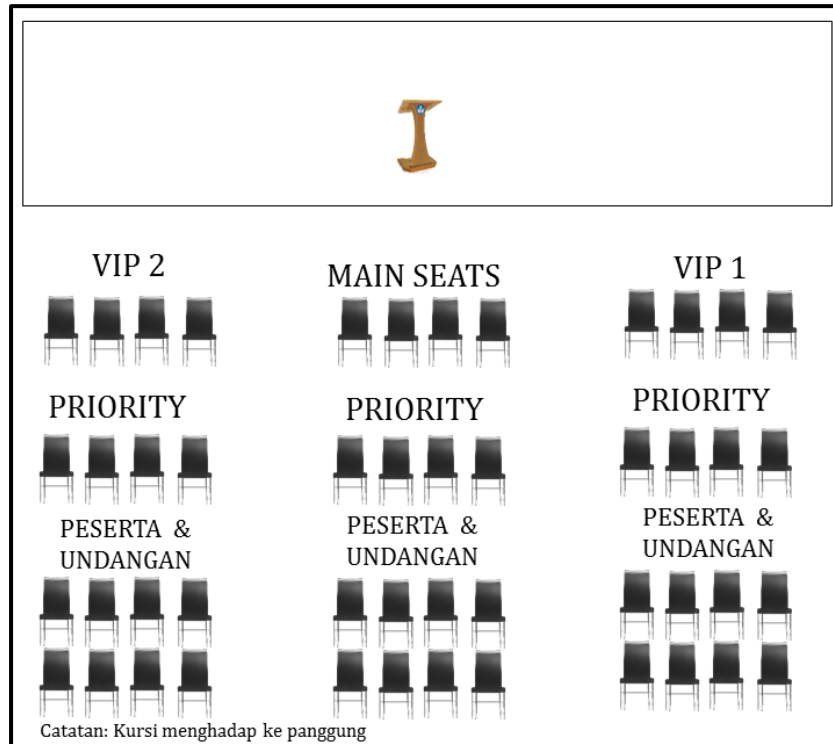 VIP 2
MAIN SEATS
VIP 1
PRIORITY
PRIORITY
PRIORITY
PESERTA &
UNDANGAN
PESERTA &
UNDANGAN
PESERTA &
UNDANGAN
Catatan: Kursi menghadap ke panggung